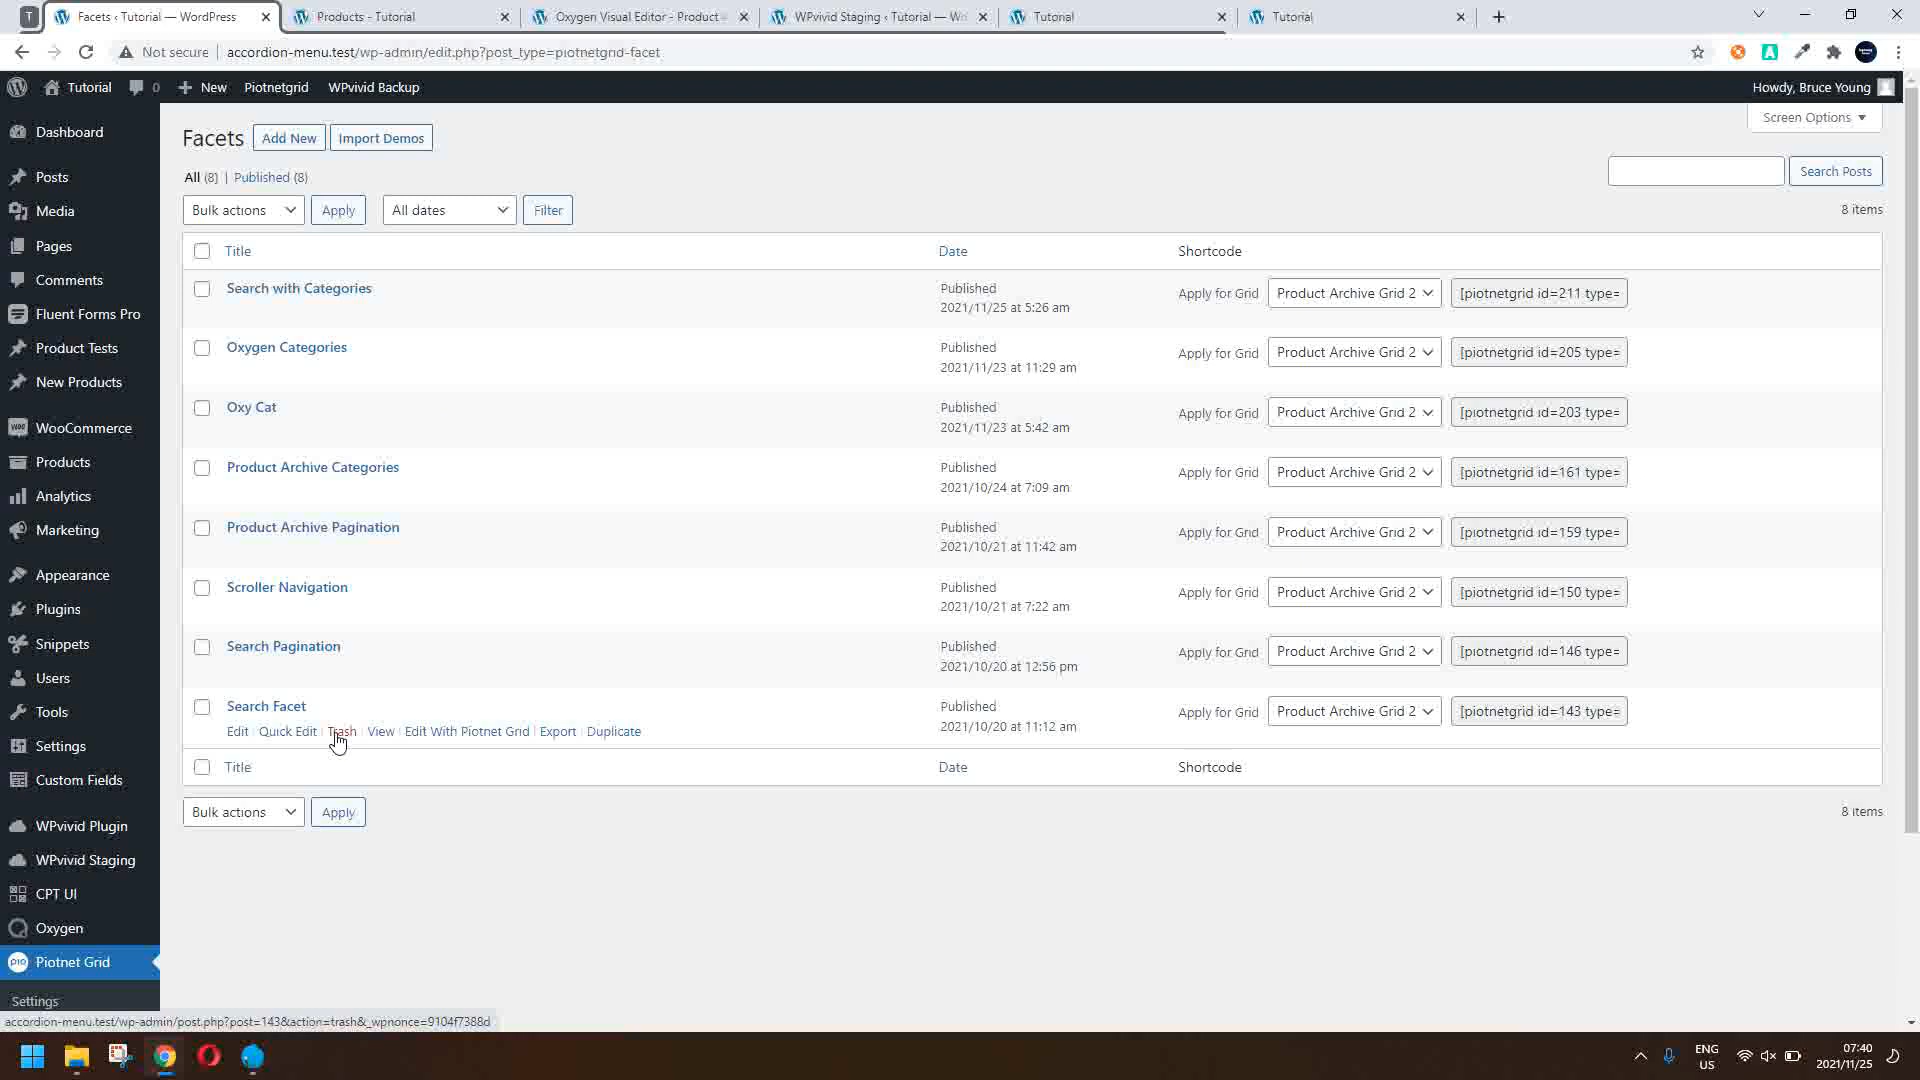 T Facets ‹ Tutorial — WordPress Products - Tutorial Oxygen Visual Editor - Product - WPvivid Staging ‹ Tutorial — Wo Tutorial Tutorial
Not secure accordion-menu.test/wp-admin/edit.php?post_type=piotnetgrid-facet
Tutorial 0 New Piotnetgrid WPvivid Backup Howdy, Bruce Young
Screen Options
Dashboard
Posts
Media
Pages
Comments
Fluent Forms Pro
Product Tests
New Products
WooCommerce
Products
Analytics
Marketing
Appearance
Plugins
Snippets
Users
Tools
Settings
Custom Fields
WPvivid Plugin
WPvivid Staging
CPT UI
Oxygen
Piotnet Grid
Settings
Facets Add New Import Demos
All (8) | Published (8)
Search Posts
Bulk actions Apply All dates Filter 8 items
Title Date Shortcode
Search with Categories Published Apply for Grid Product Archive Grid 2 [piotnetgrid id=211 type=
2021/11/25 at 5:26 am
Oxygen Categories Published Apply for Grid Product Archive Grid 2 [piotnetgrid id=205 type=
2021/11/23 at 11:29 am
Oxy Cat Published Apply for Grid Product Archive Grid 2 [piotnetgrid id=203 type=
2021/11/23 at 5:42 am
Product Archive Categories Published Apply for Grid Product Archive Grid 2 [piotnetgrid id=161 type=
2021/10/24 at 7:09 am
Product Archive Pagination Published Apply for Grid Product Archive Grid 2 [piotnetgrid id=159 type=
2021/10/21 at 11:42 am
Scroller Navigation Published Apply for Grid Product Archive Grid 2 [piotnetgrid id=150 type=
2021/10/21 at 7:22 am
Search Pagination Published Apply for Grid Product Archive Grid 2 [piotnetgrid id=146 type=
2021/10/20 at 12:56 pm
Search Facet Published Apply for Grid Product Archive Grid 2 [piotnetgrid id=143 type=
Edit | Quick Edit | Trash | View | Edit With Piotnet Grid | Export | Duplicate 2021/10/20 at 11:12 am
Title Date Shortcode
Bulk actions Apply 8 items
accordion-menu.test/wp-admin/post.php?post=143&action=trash&_wpnonce=9104f7388d
ENG
US
07:40
2021/11/25